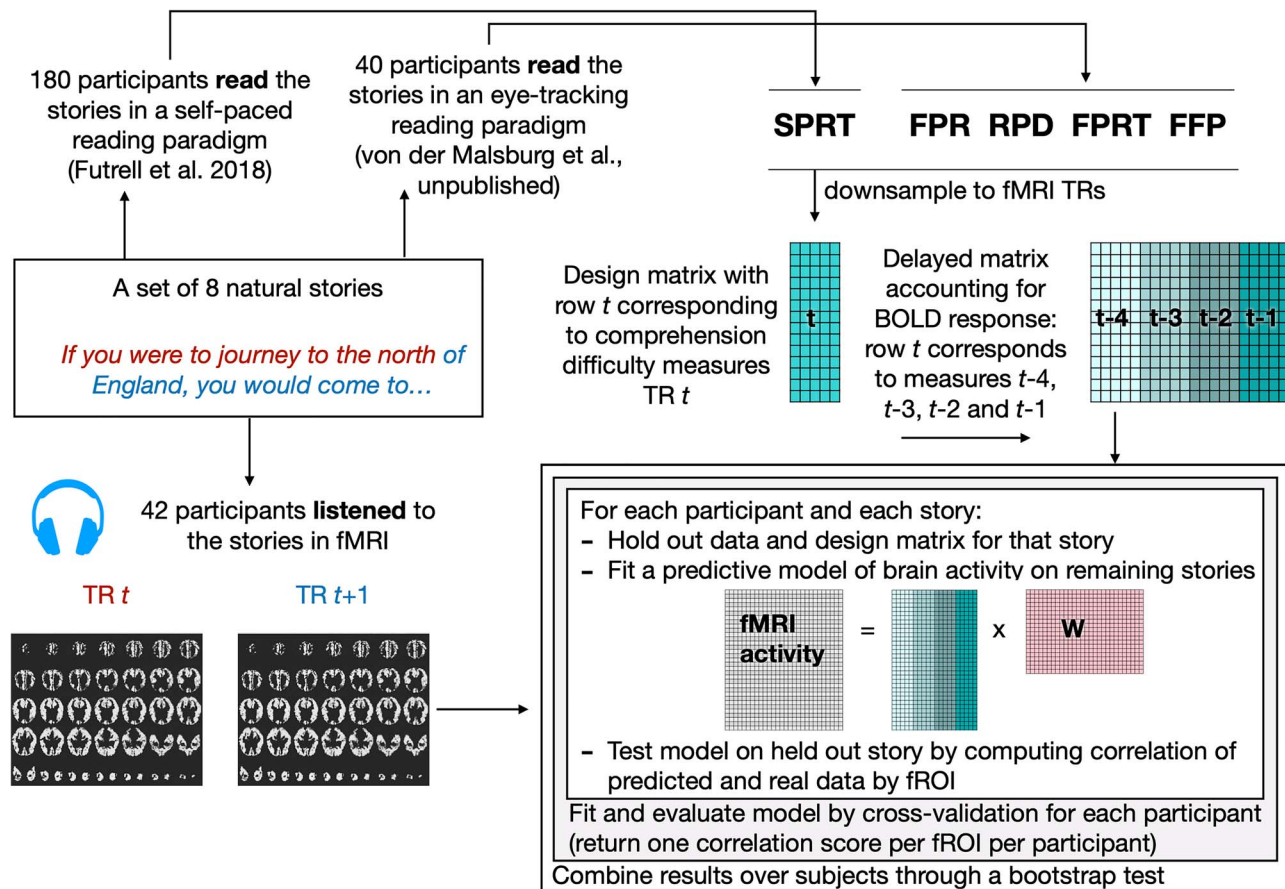 180 participants read the
stories in a self-paced
reading paradigm
(Futrell et al. 2018)
40 participants read the
stories in an eye-tracking
reading paradigm
(von der Malsburg et al.,
unpublished)
SPRT
FPR RPD FPRT FFP
downsample to fMRI TRs
A set of 8 natural stories
If you were to journey to the north of
England, you would come to…
Design matrix with
row t corresponding
to comprehension
difficulty measures
TR t
t
Delayed matrix
accounting for
BOLD response:
row t corresponds
to measures t-4,
t-3, t-2 and t-1
t-4 t-3 t-2 t-1
42 participants listened to
the stories in fMRI
TR t
TR t+1
For each participant and each story:
– Hold out data and design matrix for that story
– Fit a predictive model of brain activity on remaining stories
fMRI
activity
=
x
W
– Test model on held out story by computing correlation of
predicted and real data by fROI
Fit and evaluate model by cross-validation for each participant
(return one correlation score per fROI per participant)
Combine results over subjects through a bootstrap test